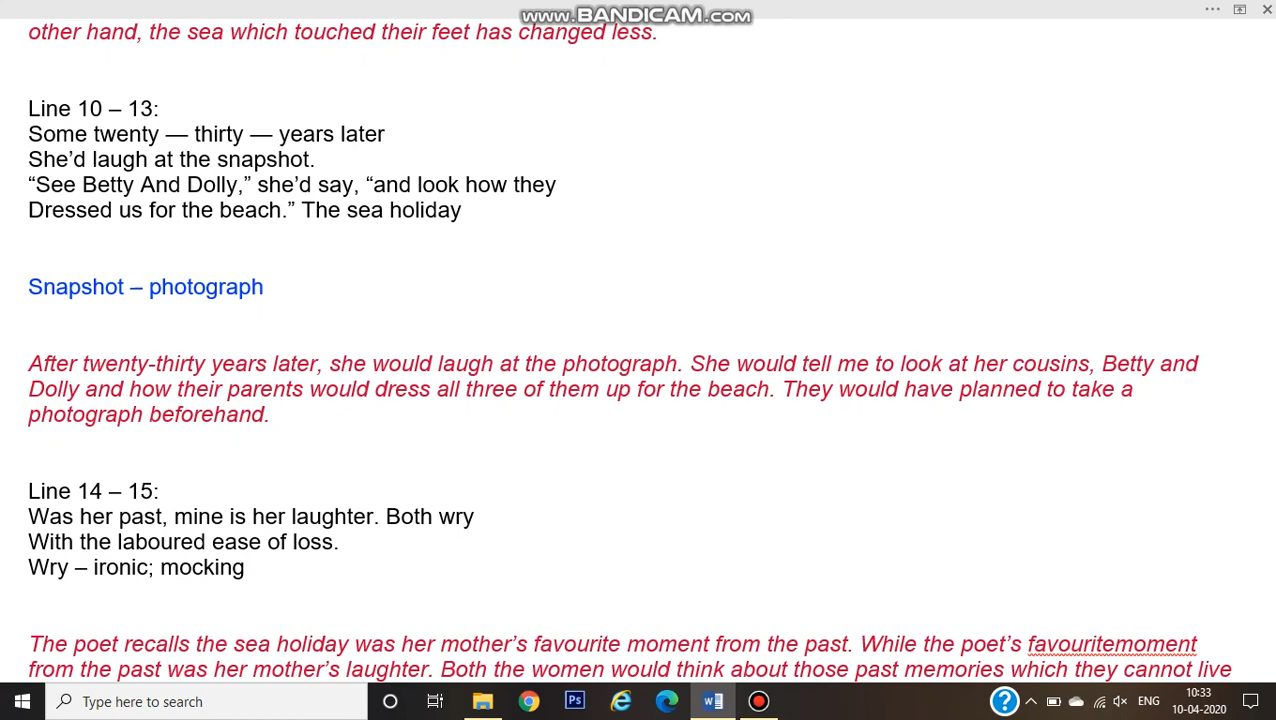 www.BANDICAM.com
other hand, the sea which touched their feet has changed less.
Line 10 – 13:
Some twenty — thirty — years later
She’d laugh at the snapshot.
“See Betty And Dolly,” she’d say, “and look how they
Dressed us for the beach.” The sea holiday
Snapshot – photograph
After twenty-thirty years later, she would laugh at the photograph. She would tell me to look at her cousins, Betty and
Dolly and how their parents would dress all three of them up for the beach. They would have planned to take a
photograph beforehand.
Line 14 – 15:
Was her past, mine is her laughter. Both wry
With the laboured ease of loss.
Wry – ironic; mocking
The poet recalls the sea holiday was her mother’s favourite moment from the past. While the poet’s favouritemoment
from the past was her mother’s laughter. Both the women would think about those past memories which they cannot live
Type here to search
Ps
ENG
10:33
10-04-2020